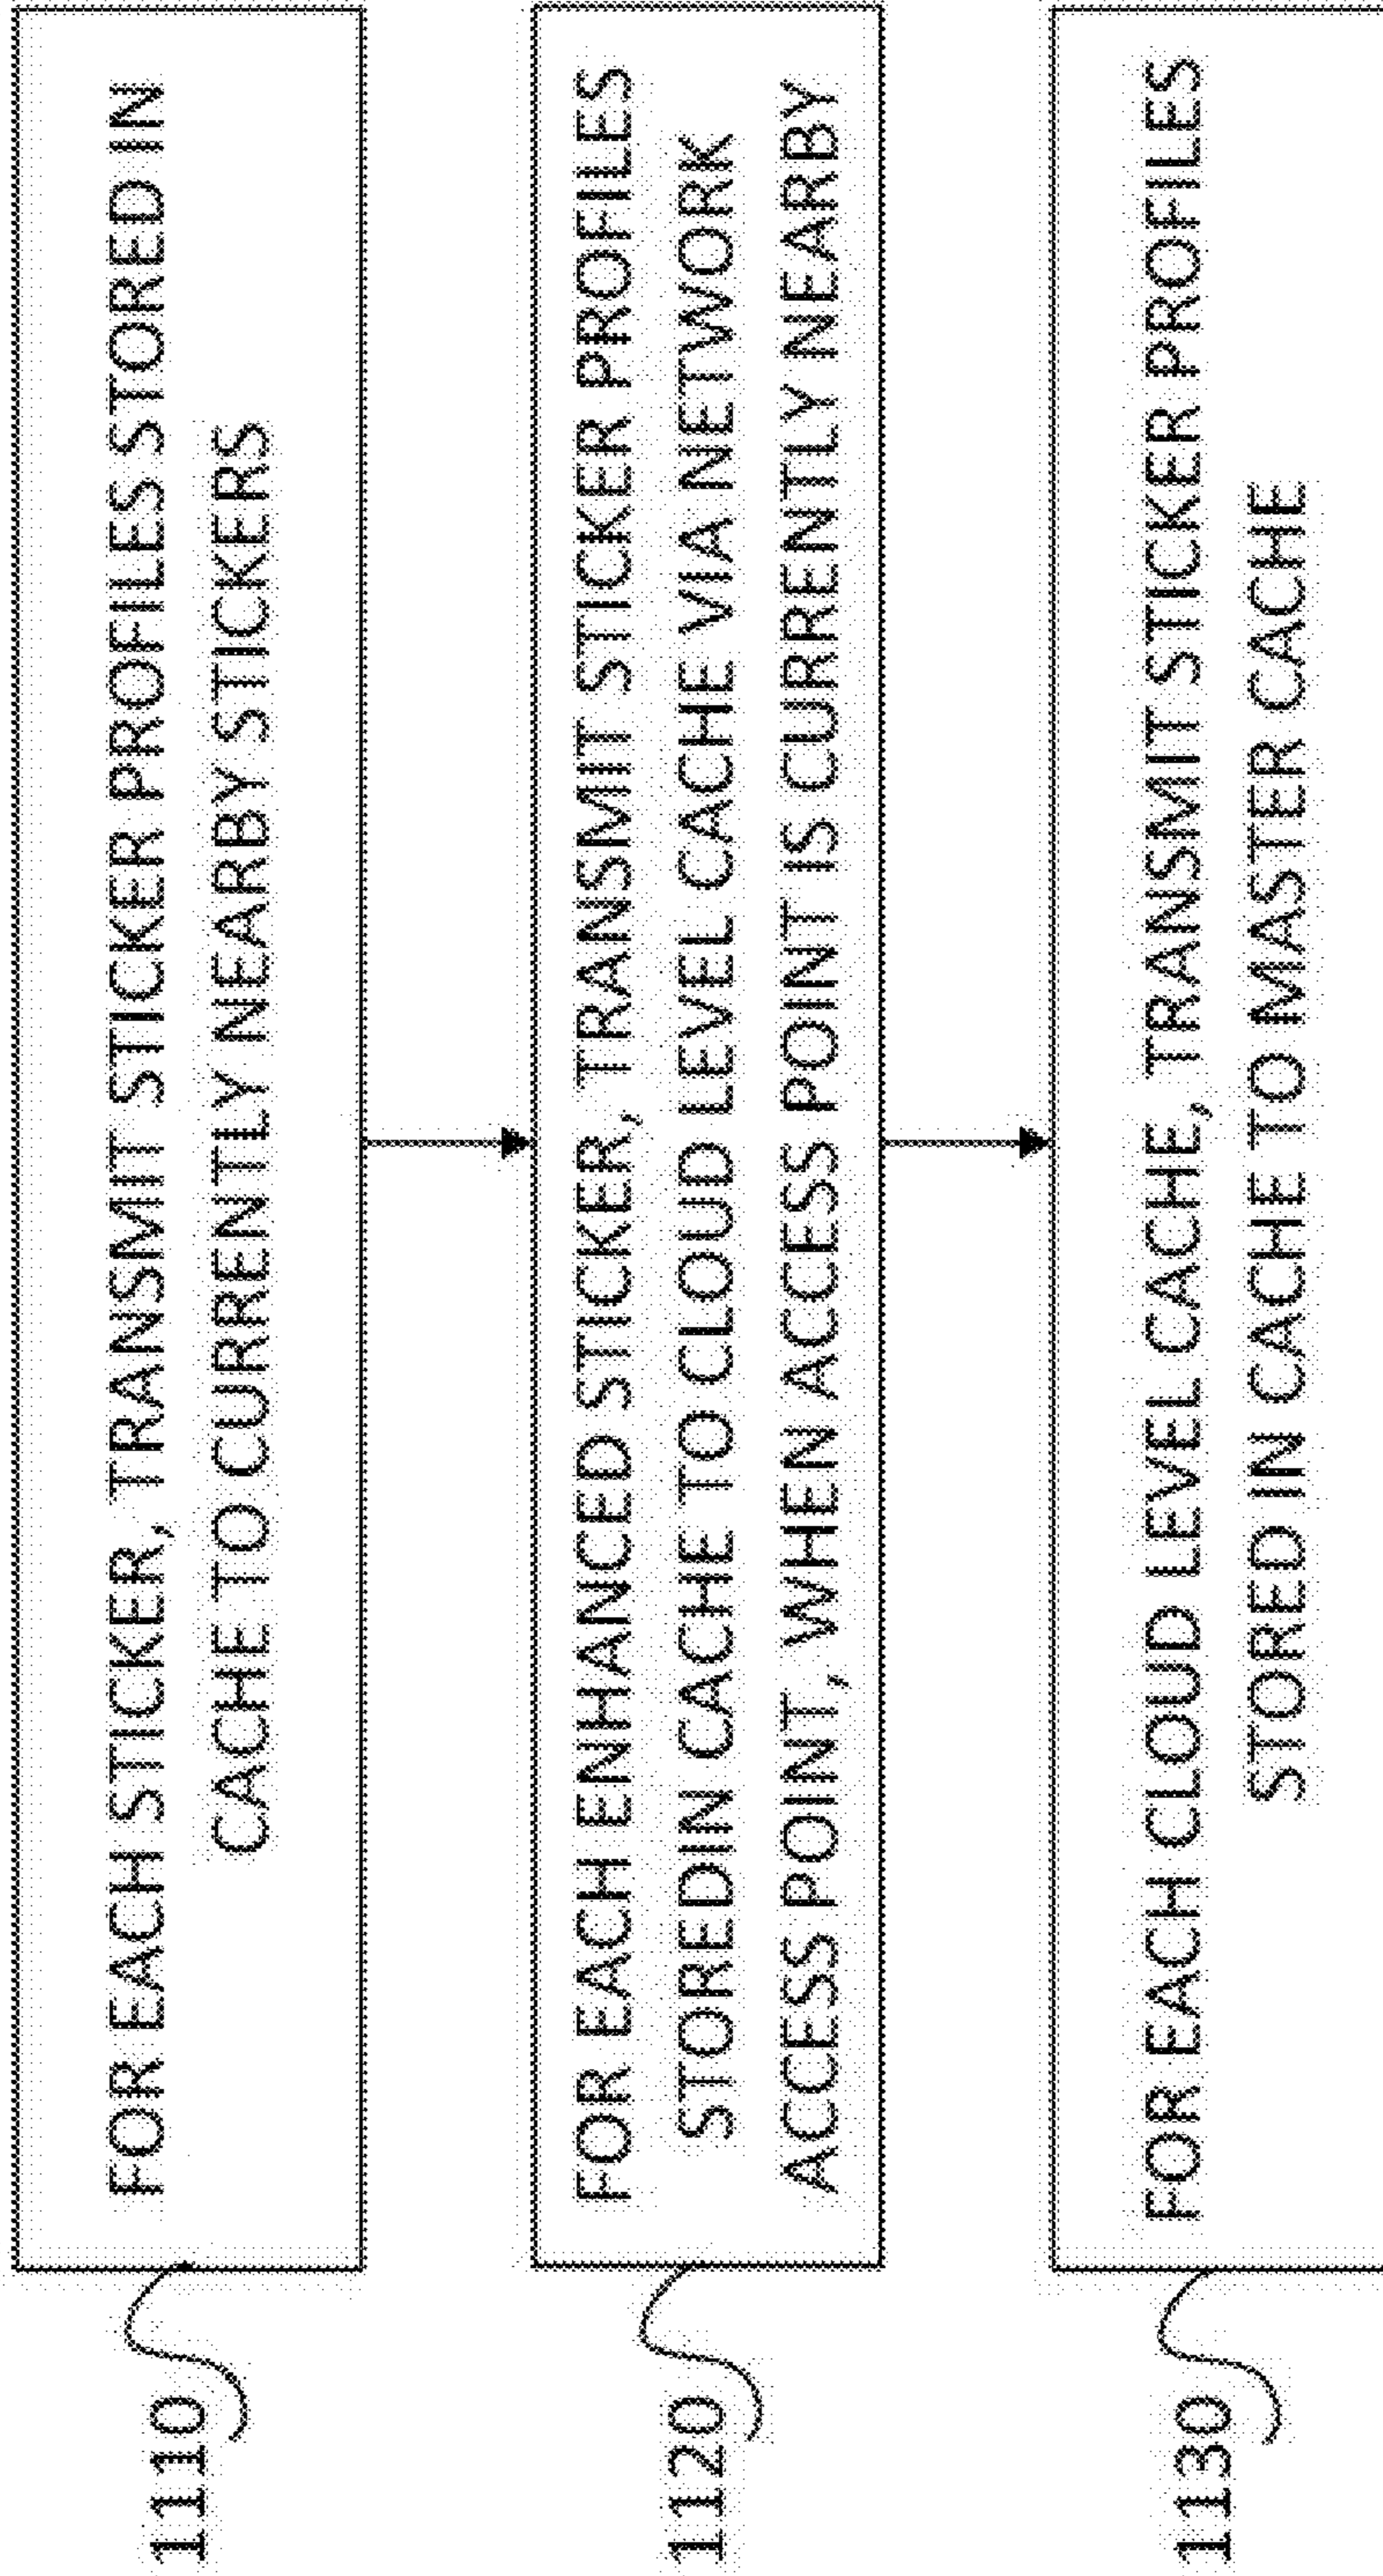 1110
FOR EACH STICKER, TRANSMIT STICKER PROFILES STORED IN
CACHE TO CURRENTLY NEARBY STICKERS
1120
FOR EACH ENHANCED STICKER, TRANSMIT STICKER PROFILES
STOREDIN CACHE TO CLOUD LEVEL CACHE VIA NETWORK
ACCESS POINT, WHEN ACCESS POINT IS CURRENTLY NEARBY
1130
FOR EACH CLOUD LEVEL CACHE, TRANSMIT STICKER PROFILES
STORED IN CACHE TO MASTER CACHE